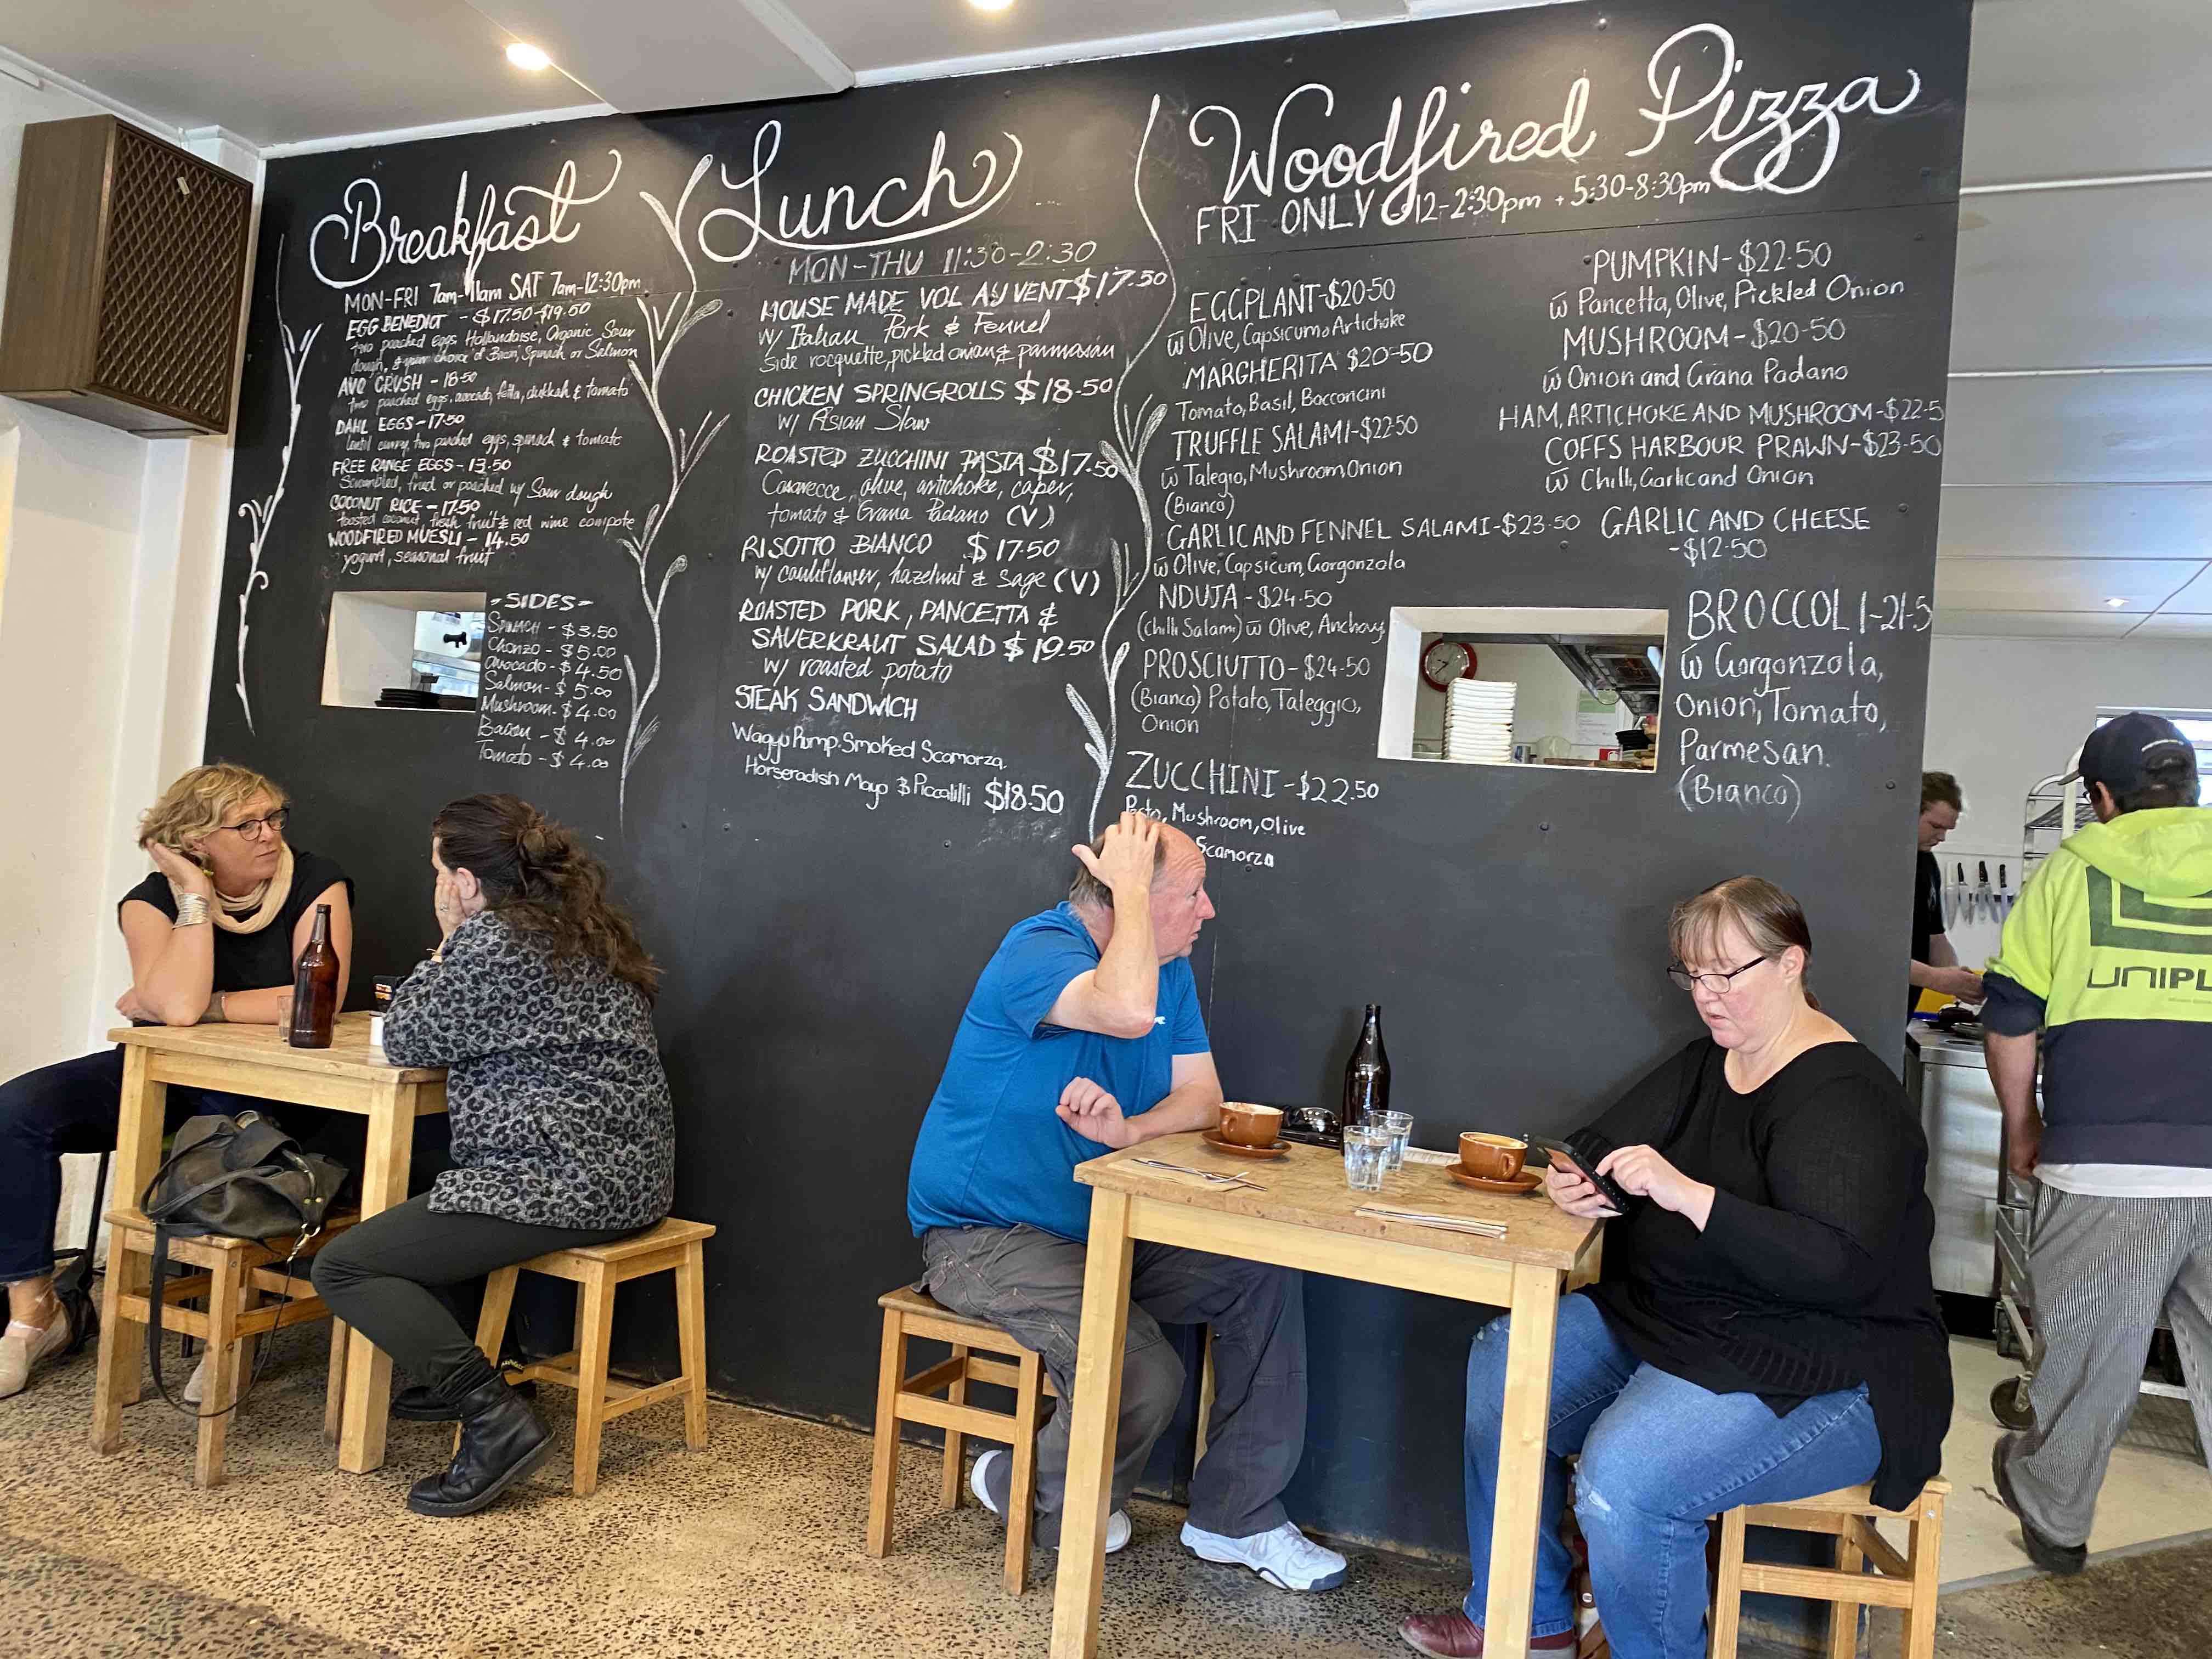 Breakfast
MON-FRI 7am-11am SAT 7am-12:30pm
EGG BENEDICT - $17.50-$19.50
two poached eggs Hollandaise, Organic Sour
dough, & your choice of Bacon, Spinach or Salmon
AVO CRUSH - 18.50
two poached eggs, avocado, fetta, dukkah & tomato
DAHL EGGS - 17.50
lentil curry, two poached eggs, spinach & tomato
FREE RANGE EGGS - 13.50
Scrambled, fried or poached w/ Sour dough
COCONUT RICE - 17.50
toasted coconut, fresh fruit & red wine compote
WOODFIRED MUESLI - 14.50
yogurt, seasonal fruit
- SIDES -
SPINACH - $3.50
Chorizo - $5.00
Avocado - $4.50
Salmon - $5.00
Mushroom - $4.00
Bacon - $4.00
Tomato - $4.00
Lunch
MON-THU 11:30-2:30
HOUSE MADE VOL AU VENT $17.50
w/ Italian Pork & Fennel
Side rocquette, pickled onion & parmasan
CHICKEN SPRINGROLLS $18.50
w/ Asian Slaw
ROASTED ZUCCHINI PASTA $17.50
Casarecce, olive, artichoke, caper,
tomato & Grana Padano (V)
RISOTTO BIANCO $17.50
w/ cauliflower, hazelnut & Sage (V)
ROASTED PORK, PANCETTA &
SAUERKRAUT SALAD $19.50
w/ roasted potato
STEAK SANDWICH
Wagyu Rump. Smoked Scamorza.
Horseradish Mayo & Piccalilli $18.50
Woodfired Pizza
FRI ONLY 12-2:30pm + 5:30-8:30pm
EGGPLANT-$20.50
w̄ Olive, Capsicum, Artichoke
MARGHERITA $20-50
Tomato, Basil, Bocconcini
TRUFFLE SALAMI-$22.50
w̄ Talegio, Mushroom, Onion
(Bianco)
GARLIC AND FENNEL SALAMI-$23.50
w̄ Olive, Capsicum, Gorgonzola
NDUJA - $24.50
(Chilli Salami) w̄ Olive, Anchovy
PROSCIUTTO - $24.50
(Bianco) Potato, Taleggio,
Onion
ZUCCHINI - $22.50
Pesto, Mushroom, Olive
Scamorza
PUMPKIN - $22.50
w̄ Pancetta, Olive, Pickled Onion
MUSHROOM - $20.50
w̄ Onion and Grana Padano
HAM, ARTICHOKE AND MUSHROOM - $22.5
COFFS HARBOUR PRAWN - $23.50
w̄ Chilli, Garlic and Onion
GARLIC AND CHEESE
- $12.50
BROCCOLI - 21.5
w̄ Gorgonzola,
Onion, Tomato,
Parmesan.
(Bianco)
UNIPL